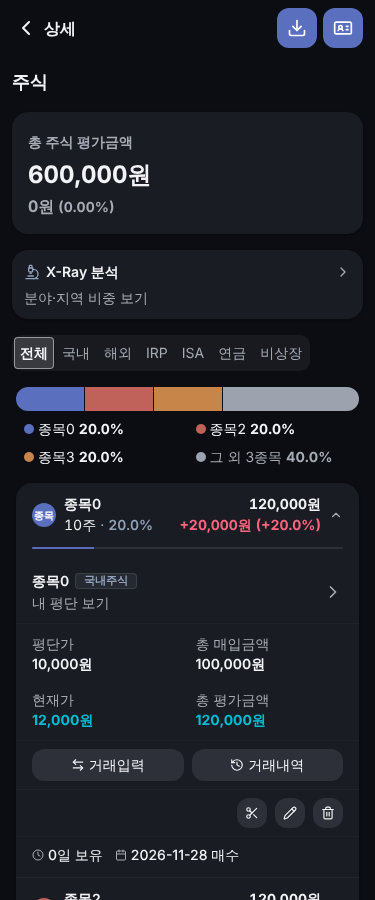 상세
주식
총 주식 평가금액
600,000원
0원 (0.00%)
X-Ray 분석
분야·지역 비중 보기
전체 국내 해외 IRP ISA 연금 비상장
종목0 20.0% 종목2 20.0%
종목3 20.0% 그 외 3종목 40.0%
종목 종목0 120,000원
10주 · 20.0% +20,000원 (+20.0%)
종목0 국내주식
내 평단 보기
평단가 총 매입금액
10,000원 100,000원
현재가 총 평가금액
12,000원 120,000원
거래입력 거래내역
0일 보유 2026-11-28 매수
종목2 120,000원